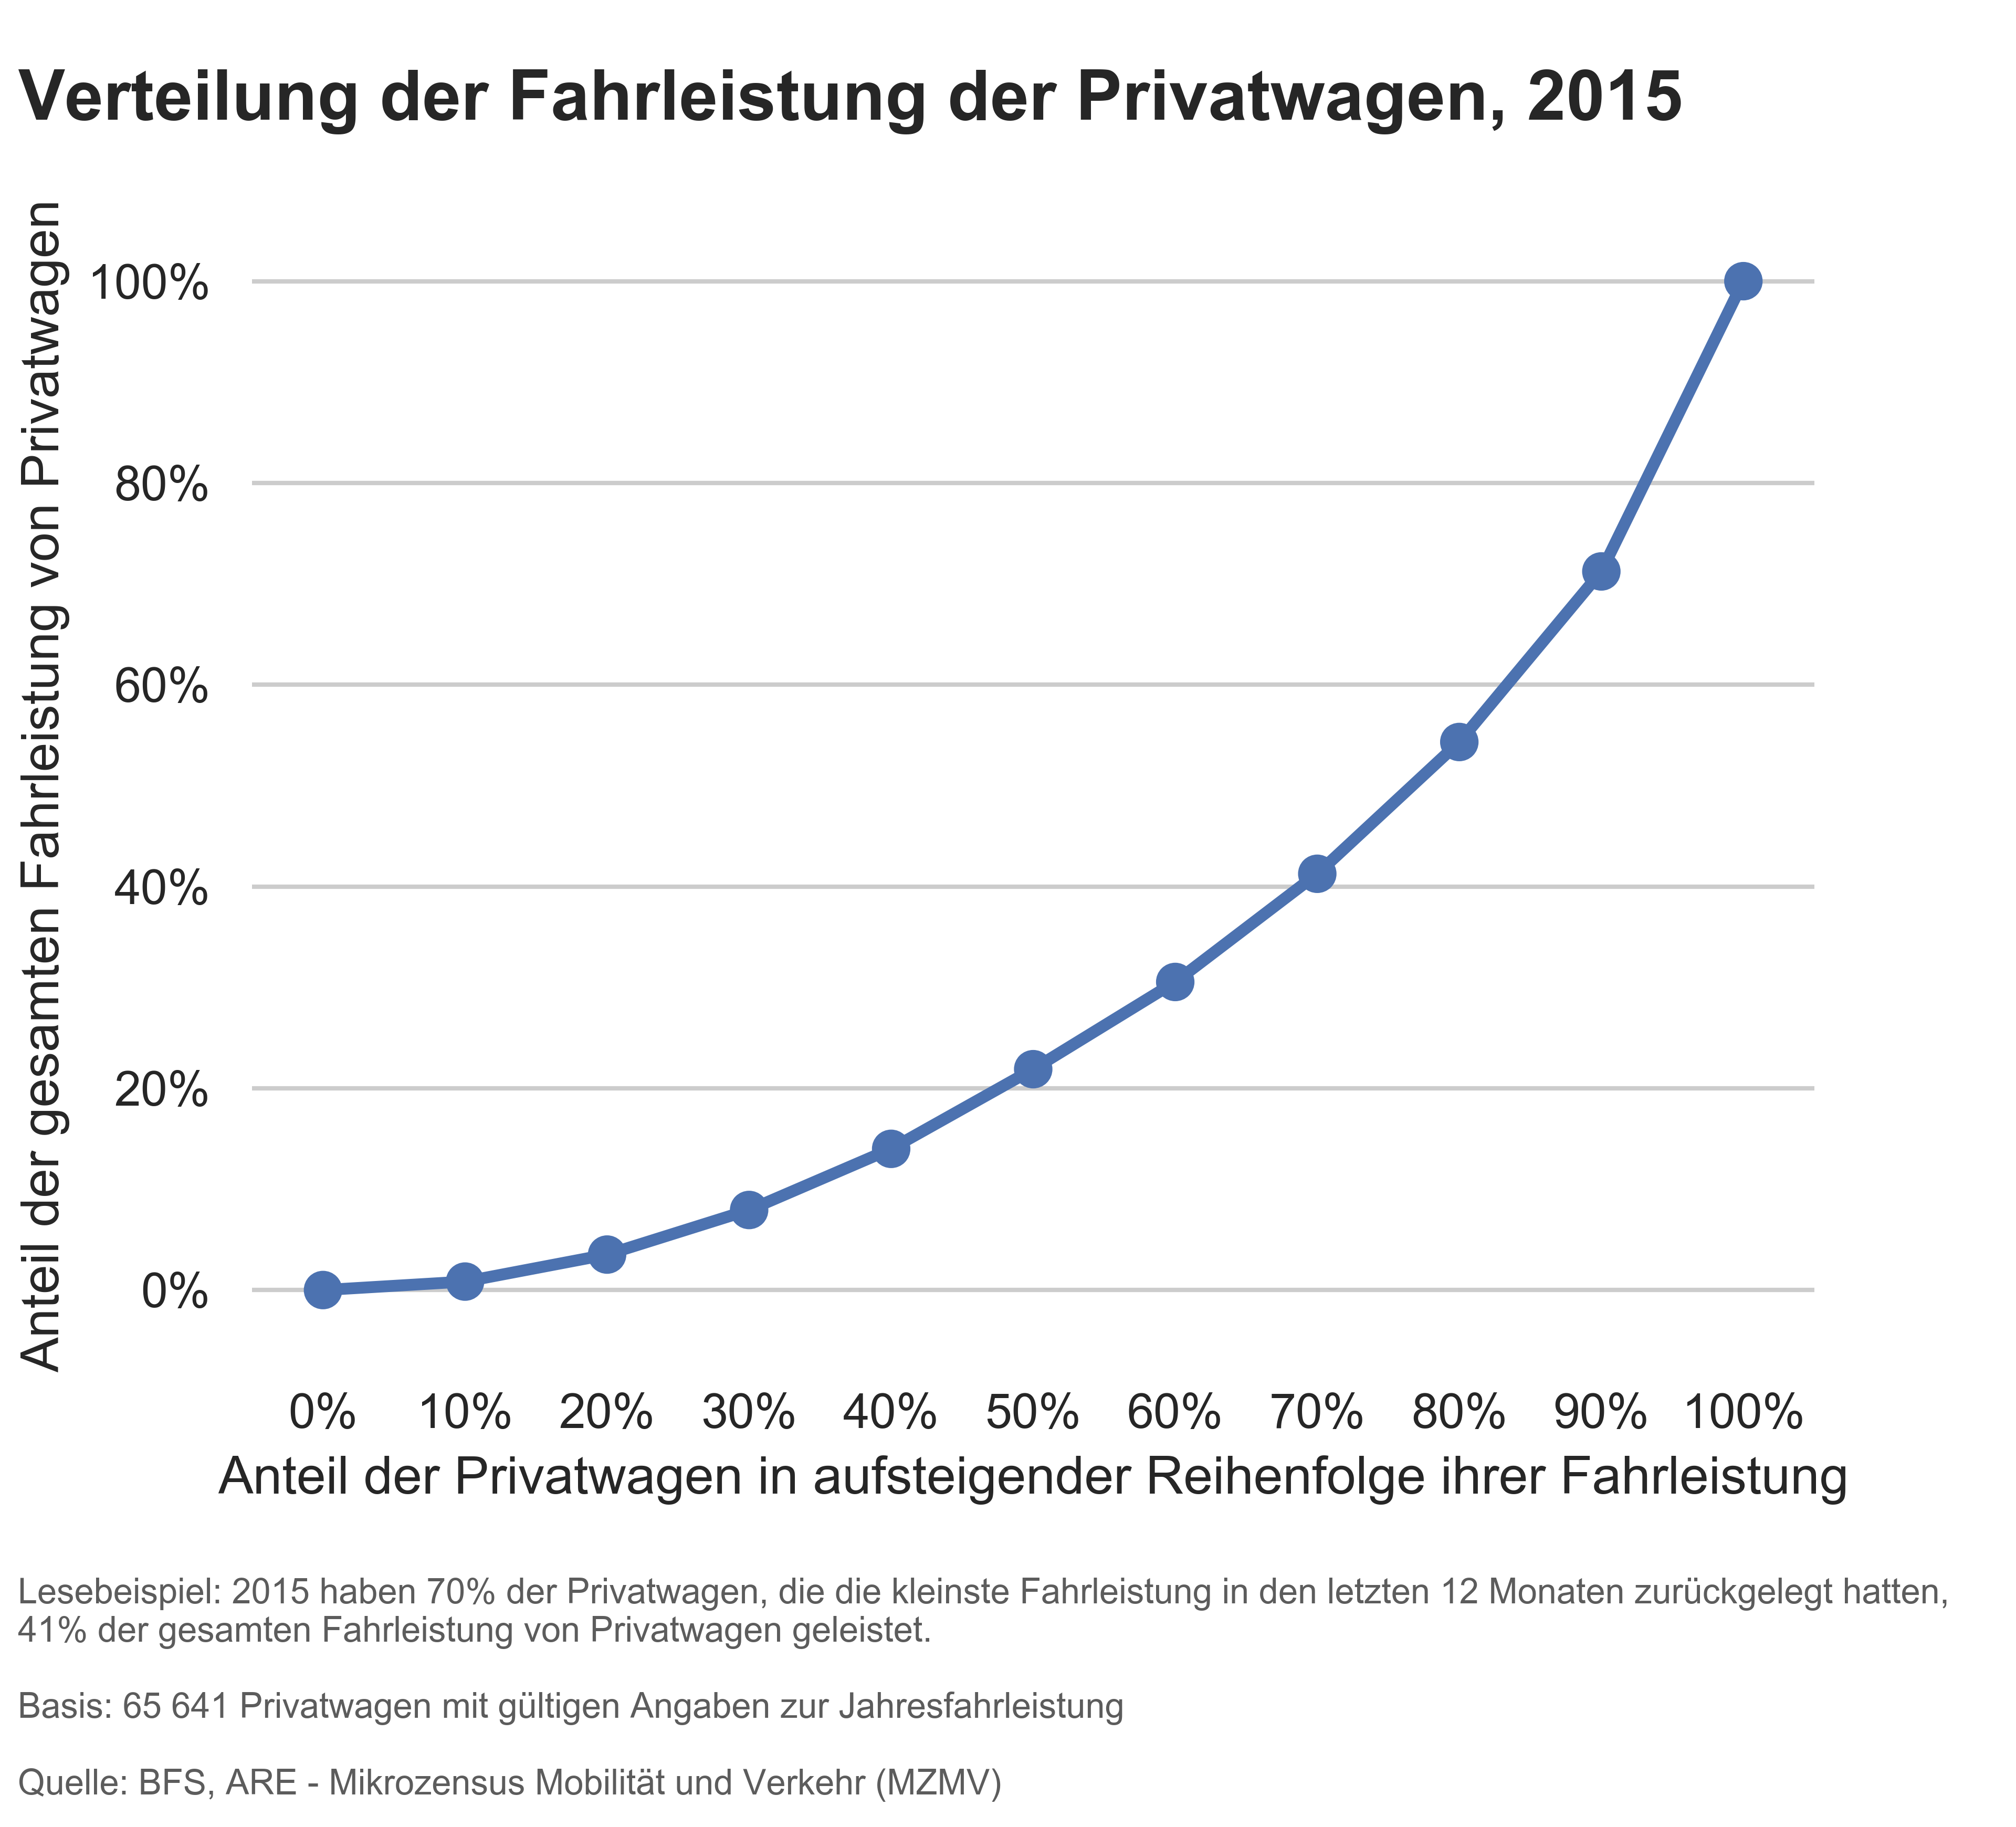 Verteilung der Fahrleistung der Privatwagen, 2015
Anteil der gesamten Fahrleistung von Privatwagen
100%
80%
60%
40%
20%
0%
0% 10% 20% 30% 40% 50% 60% 70% 80% 90% 100%
Anteil der Privatwagen in aufsteigender Reihenfolge ihrer Fahrleistung
Lesebeispiel: 2015 haben 70% der Privatwagen, die die kleinste Fahrleistung in den letzten 12 Monaten zurückgelegt hatten,
41% der gesamten Fahrleistung von Privatwagen geleistet.
Basis: 65 641 Privatwagen mit gültigen Angaben zur Jahresfahrleistung
Quelle: BFS, ARE - Mikrozensus Mobilität und Verkehr (MZMV)